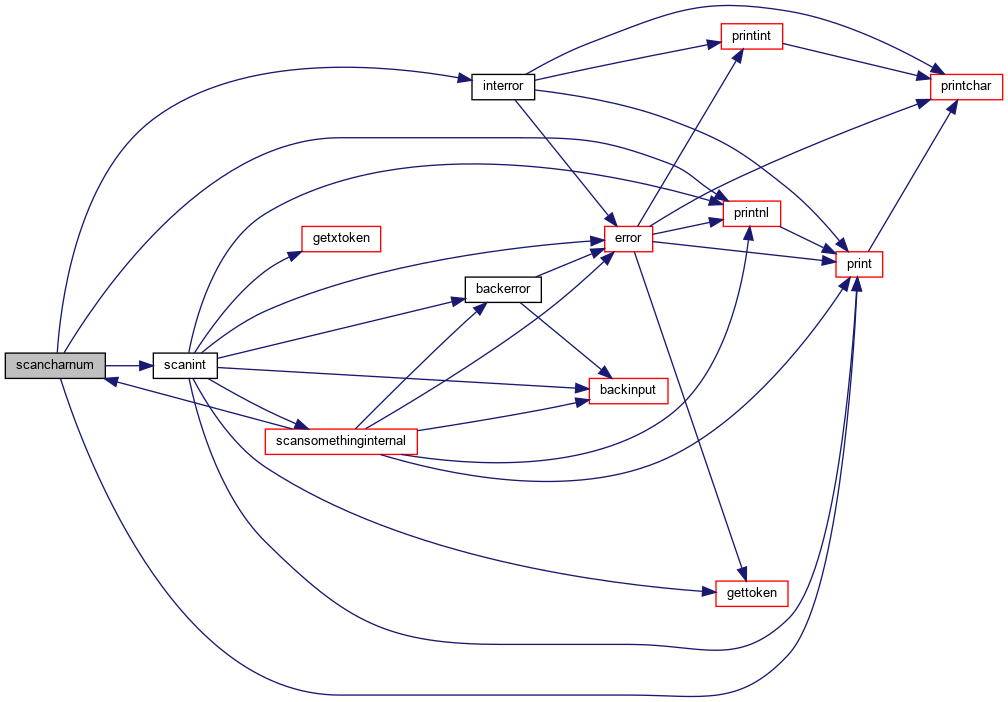 printint
interror
printchar
printnl
getxtoken
error
print
backerror
scancharnum
scanint
backinput
scansomethinginternal
gettoken